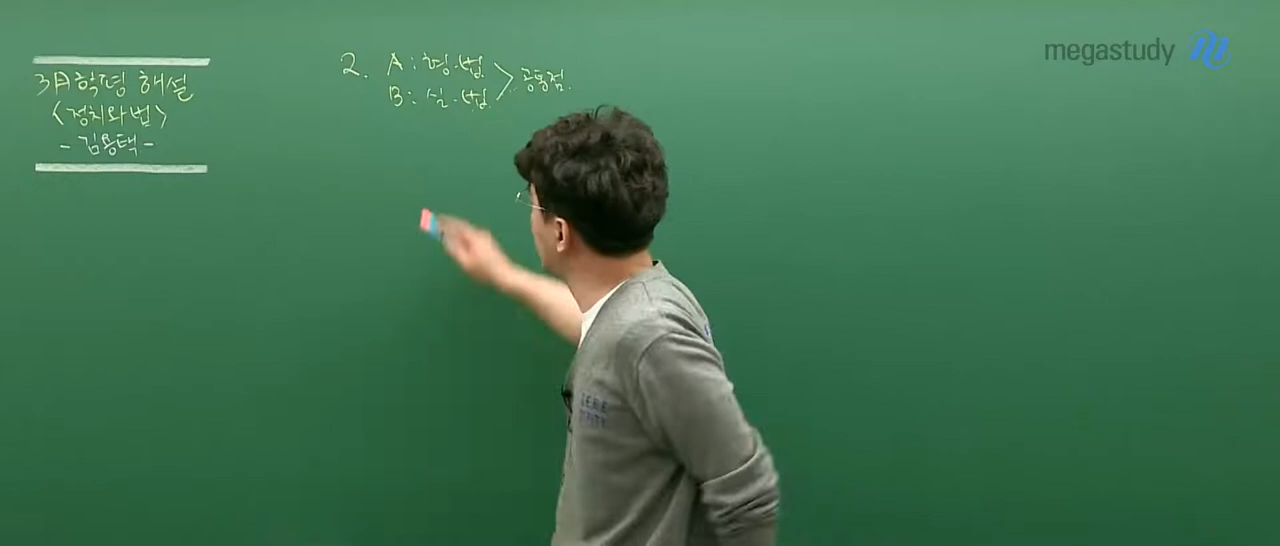 3月학평 해설
<정치와 법>
- 김용택 -
2. A : 형.법
B : 실.법
> 공통점.
megastudy